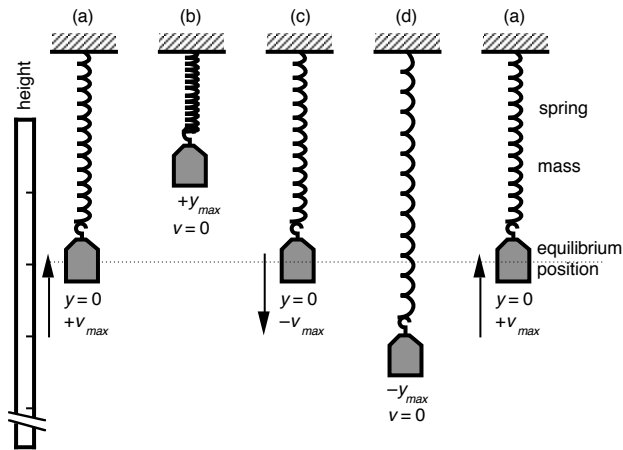 (a)
(b)
(c)
(d)
(a)
height
spring
mass
+y_max
v = 0
equilibrium
position
y = 0
+v_max
y = 0
−v_max
y = 0
+v_max
−y_max
v = 0